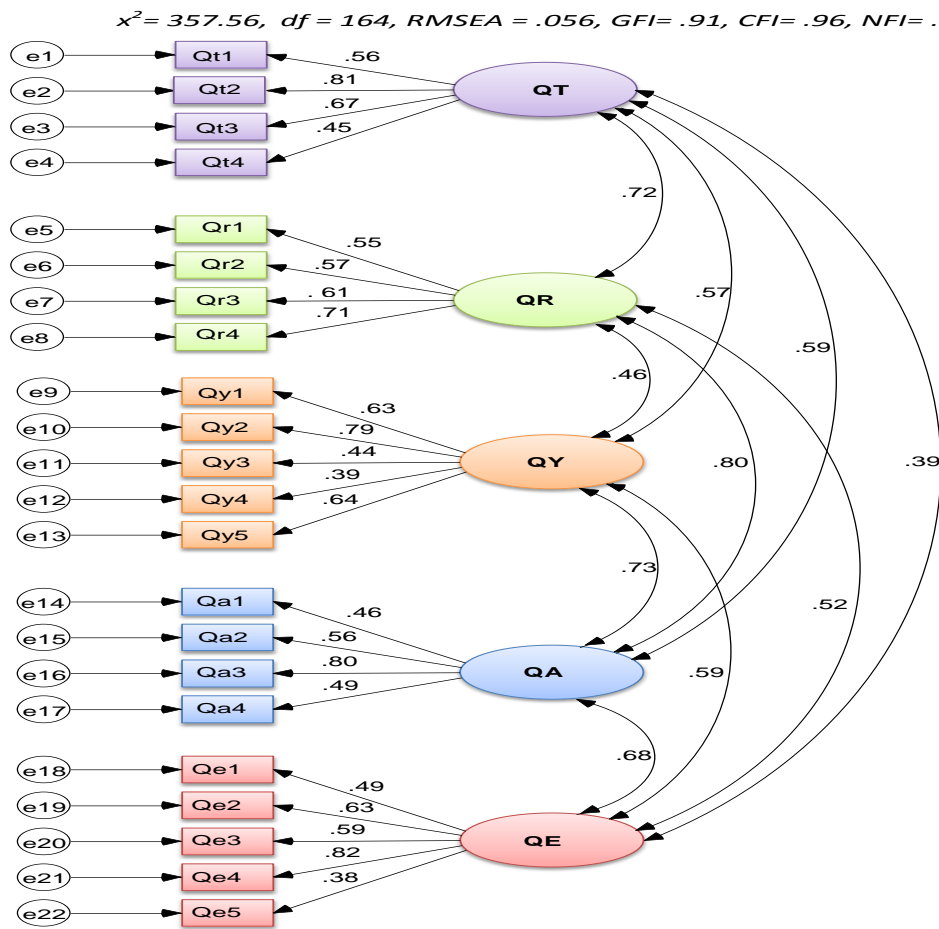 x²= 357.56, df = 164, RMSEA = .056, GFI= .91, CFI= .96, NFI= .
e1 Qt1 .56
e2 Qt2 .81 QT
e3 Qt3 .67
e4 Qt4 .45
.72
e5 Qr1 .55
e6 Qr2 .57
e7 Qr3 . 61 QR .57
e8 Qr4 .71
.59
.46
e9 Qy1 .63
e10 Qy2 .79
e11 Qy3 .44 QY .80 .39
e12 Qy4 .39
e13 Qy5 .64
.73
e14 Qa1 .46 .52
e15 Qa2 .56
e16 Qa3 .80 QA .59
e17 Qa4 .49
.68
e18 Qe1 .49
e19 Qe2 .63
e20 Qe3 .59 QE
e21 Qe4 .82
e22 Qe5 .38